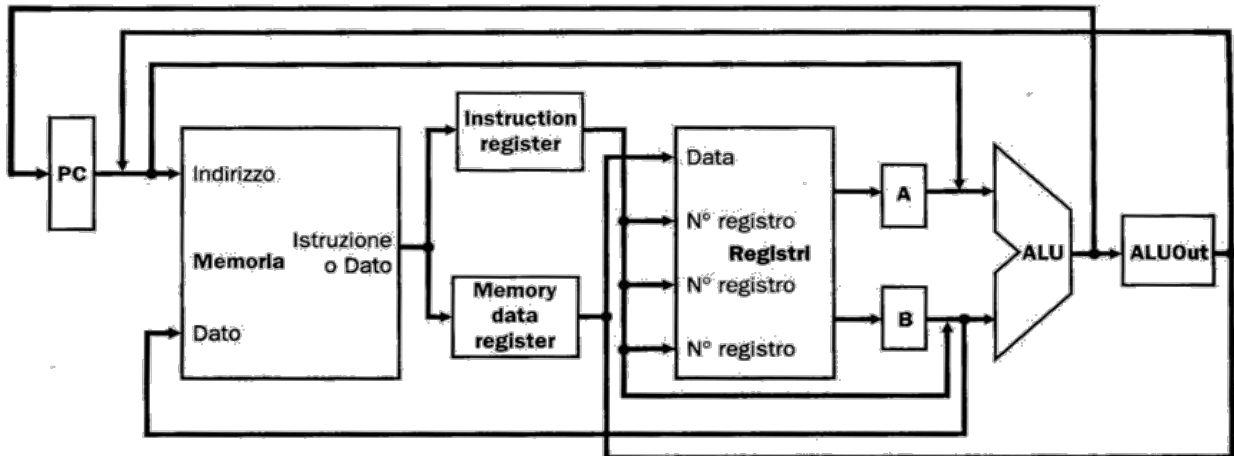 PC
Indirizzo
Istruzione
o Dato
Memoria
Dato
Instruction
register
Memory
data
register
Data
N° registro
Registri
N° registro
N° registro
A
B
ALU
ALUOut